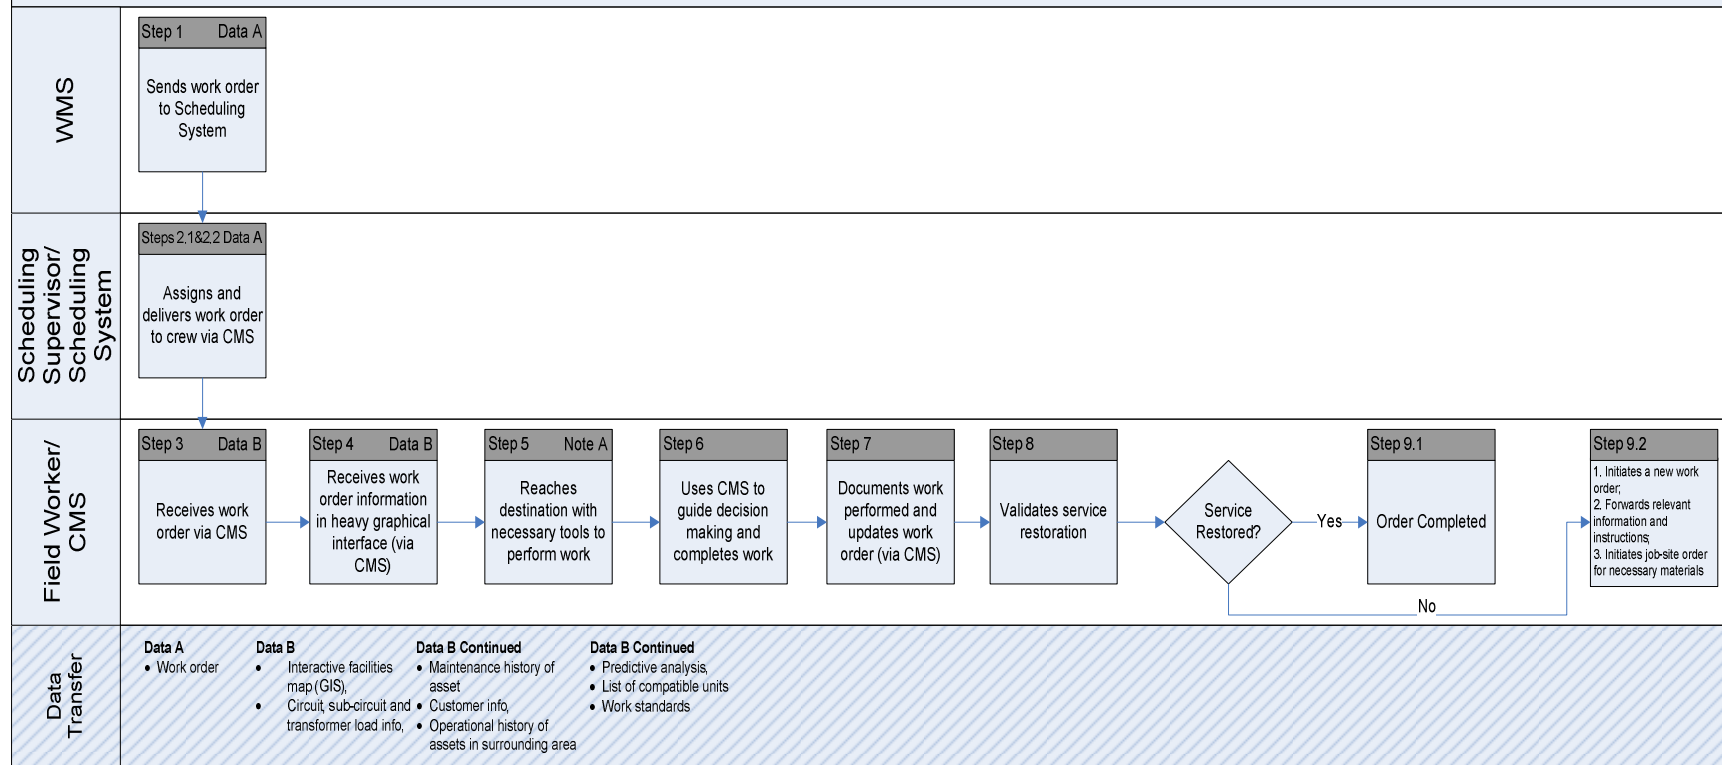 WMS
Step 1 Data A
Sends work order
to Scheduling
System
Scheduling
Supervisor/
Scheduling
System
Steps 2.1&2.2 Data A
Assigns and
delivers work order
to crew via CMS
Field Worker/
CMS
Step 3 Data B
Receives work
order via CMS
Step 4 Data B
Receives work
order information
in heavy graphical
interface (via
CMS)
Step 5 Note A
Reaches
destination with
necessary tools to
perform work
Step 6
Uses CMS to
guide decision
making and
completes work
Step 7
Documents work
performed and
updates work
order (via CMS)
Step 8
Validates service
restoration
Service
Restored?
Yes
No
Step 9.1
Order Completed
Step 9.2
1. Initiates a new work
order;
2. Forwards relevant
information and
instructions;
3. Initiates job-site order
for necessary materials
Data
Transfer
Data A
• Work order
Data B
• Interactive facilities
map (GIS),
• Circuit, sub-circuit and
transformer load info,
Data B Continued
• Maintenance history of
asset
• Customer info,
• Operational history of
assets in surrounding area
Data B Continued
• Predictive analysis,
• List of compatible units
• Work standards